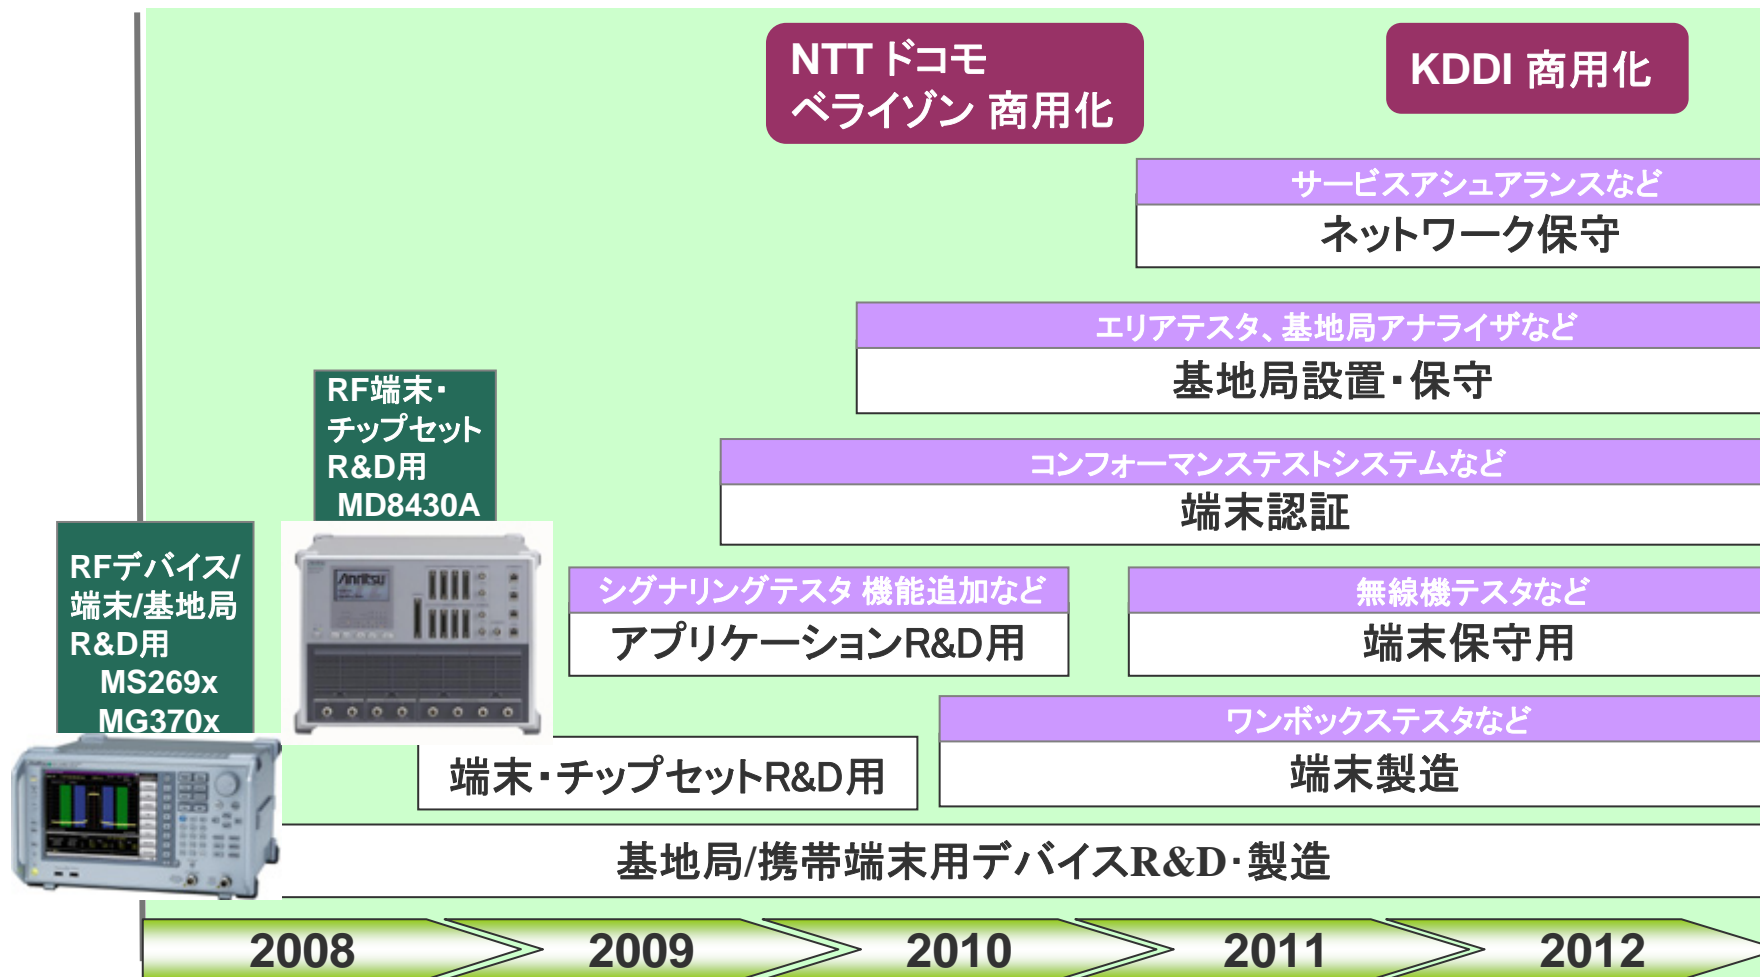 NTT ドコモ
ベライゾン 商用化
KDDI 商用化
サービスアシュアランスなど
ネットワーク保守
エリアテスタ、基地局アナライザなど
基地局設置・保守
RF端末・
チップセット
R&D用
MD8430A
コンフォーマンステストシステムなど
端末認証
RFデバイス/
端末/基地局
R&D用
MS269x
MG370x
Anritsu
シグナリングテスタ 機能追加など
アプリケーションR&D用
無線機テスタなど
端末保守用
ワンボックステスタなど
端末製造
端末・チップセットR&D用
基地局/携帯端末用デバイスR&D・製造
2008
2009
2010
2011
2012